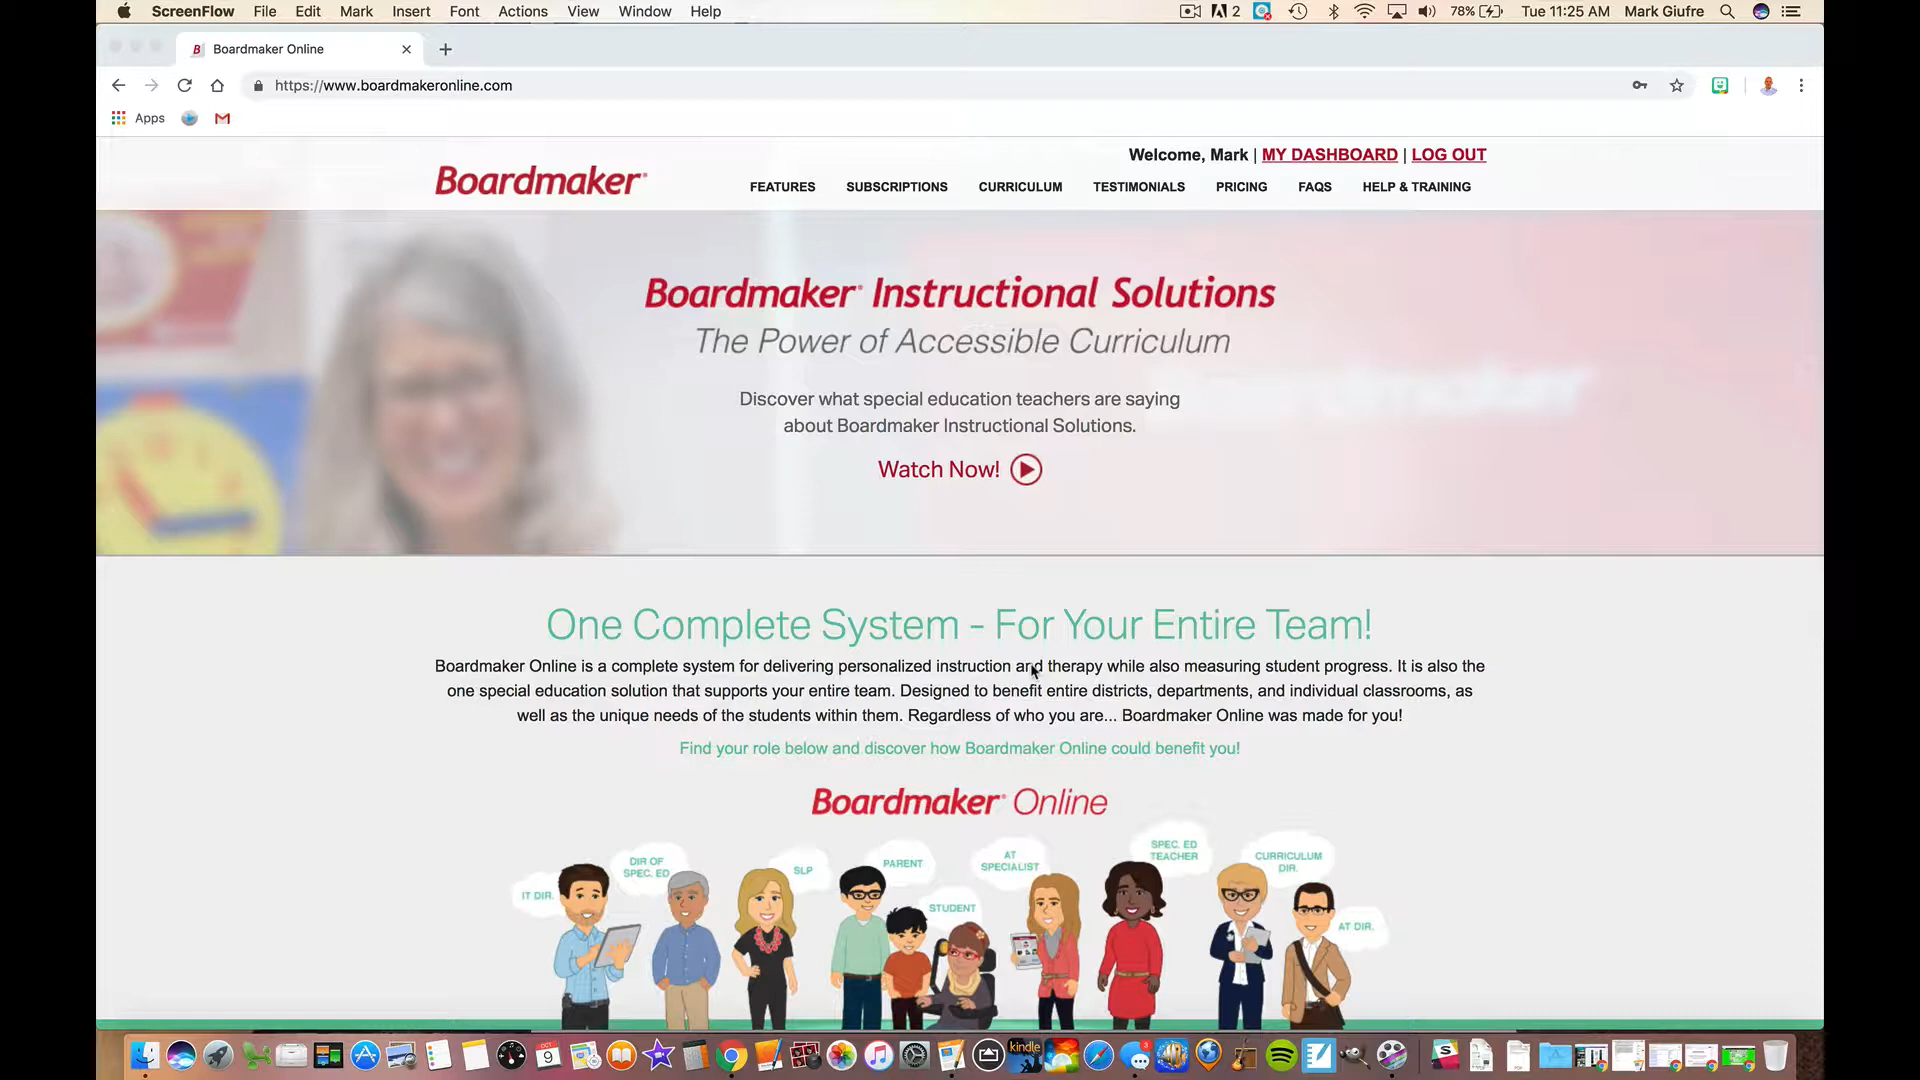 ScreenFlow File Edit Mark Insert Font Actions View Window Help 2 78% Tue 11:25 AM Mark Giufre
B Boardmaker Online
https://www.boardmakeronline.com
Apps
Welcome, Mark | MY DASHBOARD | LOG OUT
Boardmaker
FEATURES SUBSCRIPTIONS CURRICULUM TESTIMONIALS PRICING FAQS HELP & TRAINING
Boardmaker® Instructional Solutions
The Power of Accessible Curriculum
Discover what special education teachers are saying
about Boardmaker Instructional Solutions.
Watch Now!
One Complete System - For Your Entire Team!
Boardmaker Online is a complete system for delivering personalized instruction and therapy while also measuring student progress. It is also the
one special education solution that supports your entire team. Designed to benefit entire districts, departments, and individual classrooms, as
well as the unique needs of the students within them. Regardless of who you are... Boardmaker Online was made for you!
Find your role below and discover how Boardmaker Online could benefit you!
Boardmaker® Online
IT DIR.
DIR OF
SPEC. ED
SLP
PARENT
STUDENT
AT
SPECIALIST
SPEC. ED
TEACHER
CURRICULUM
DIR.
AT DIR.
OCT
9
kindle
3